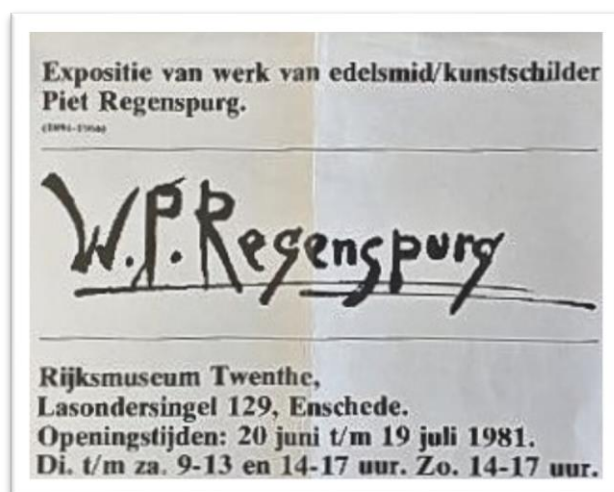 Expositie van werk van edelsmid/kunstschilder
Piet Regenspurg.
W.P. Regenspurg
Rijksmuseum Twenthe,
Lasondersingel 129, Enschede.
Openingstijden: 20 juni t/m 19 juli 1981.
Di. t/m za. 9-13 en 14-17 uur. Zo. 14-17 uur.